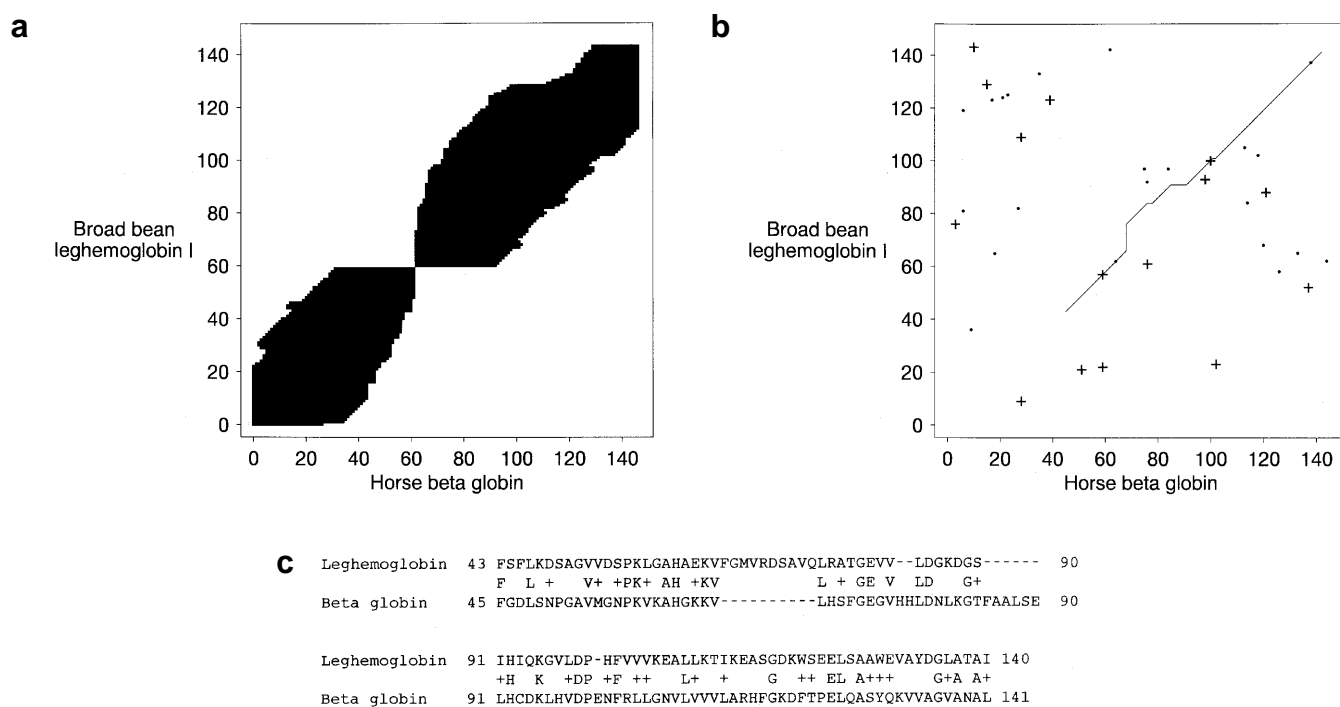 a
140
120
100
80
60
40
20
0
Broad bean
leghemoglobin I
0 20 40 60 80 100 120 140
Horse beta globin
b
140
120
100
80
60
40
20
0
Broad bean
leghemoglobin I
0 20 40 60 80 100 120 140
Horse beta globin
c
Leghemoglobin 43 FSFLKDSAGVVDSPKLGAHAEKVFGMVRDSAVQLRATGEVV--LDGKDGS------ 90
F L + V+ +PK+ AH +KV L + GE V LD G+
Beta globin 45 FGDLSNPGAVMGNPKVKAHGKKV----------LHSFGEGVHHLDNLKGTFAALSE 90
Leghemoglobin 91 IHIQKGVLDP-HFVVVKEALLKTIKEASGDKWSEELSAAWEVAYDGLATAI 140
+H K +DP +F ++ L+ + G ++ EL A+++ G+A A+
Beta globin 91 LHCDKLHVDPENFRLLGNVLVVVLARHFGKDFTPELQASYQKVVAGVANAL 141